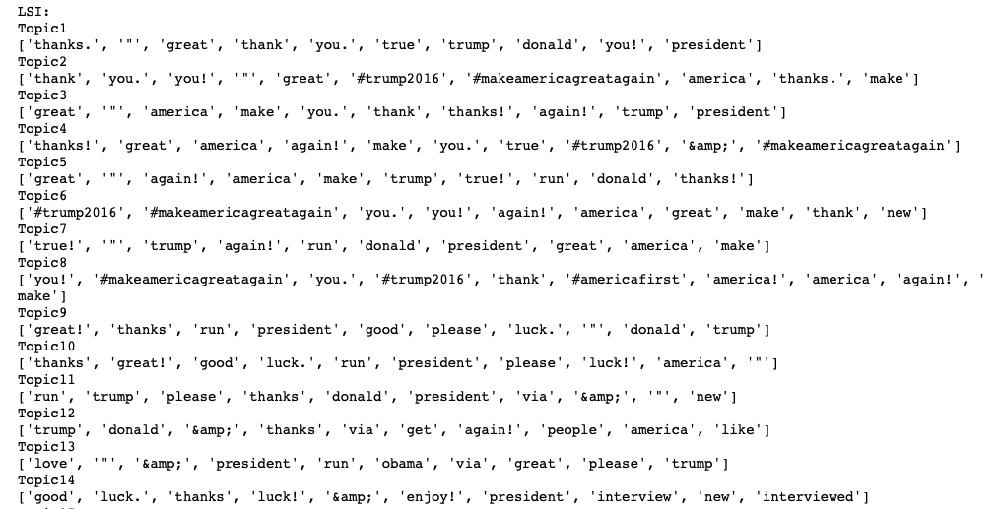 LSI:
Topic1
['thanks.', '"', 'great', 'thank', 'you.', 'true', 'trump', 'donald', 'you!', 'president']
Topic2
['thank', 'you.', 'you!', '"', 'great', '#trump2016', '#makeamericagreatagain', 'america', 'thanks.', 'make']
Topic3
['great', '"', 'america', 'make', 'you.', 'thank', 'thanks!', 'again!', 'trump', 'president']
Topic4
['thanks!', 'great', 'america', 'again!', 'make', 'you.', 'true', '#trump2016', '&amp;', '#makeamericagreatagain']
Topic5
['great', '"', 'again!', 'america', 'make', 'trump', 'true!', 'run', 'donald', 'thanks!']
Topic6
['#trump2016', '#makeamericagreatagain', 'you.', 'you!', 'again!', 'america', 'great', 'make', 'thank', 'new']
Topic7
['true!', '"', 'trump', 'again!', 'run', 'donald', 'president', 'great', 'america', 'make']
Topic8
['you!', '#makeamericagreatagain', 'you.', '#trump2016', 'thank', '#americafirst', 'america!', 'america', 'again!', '
make']
Topic9
['great!', 'thanks', 'run', 'president', 'good', 'please', 'luck.', '"', 'donald', 'trump']
Topic10
['thanks', 'great!', 'good', 'luck.', 'run', 'president', 'please', 'luck!', 'america', '"']
Topic11
['run', 'trump', 'please', 'thanks', 'donald', 'president', 'via', '&amp;', '"', 'new']
Topic12
['trump', 'donald', '&amp;', 'thanks', 'via', 'get', 'again!', 'people', 'america', 'like']
Topic13
['love', '"', '&amp;', 'president', 'run', 'obama', 'via', 'great', 'please', 'trump']
Topic14
['good', 'luck.', 'thanks', 'luck!', '&amp;', 'enjoy!', 'president', 'interview', 'new', 'interviewed']